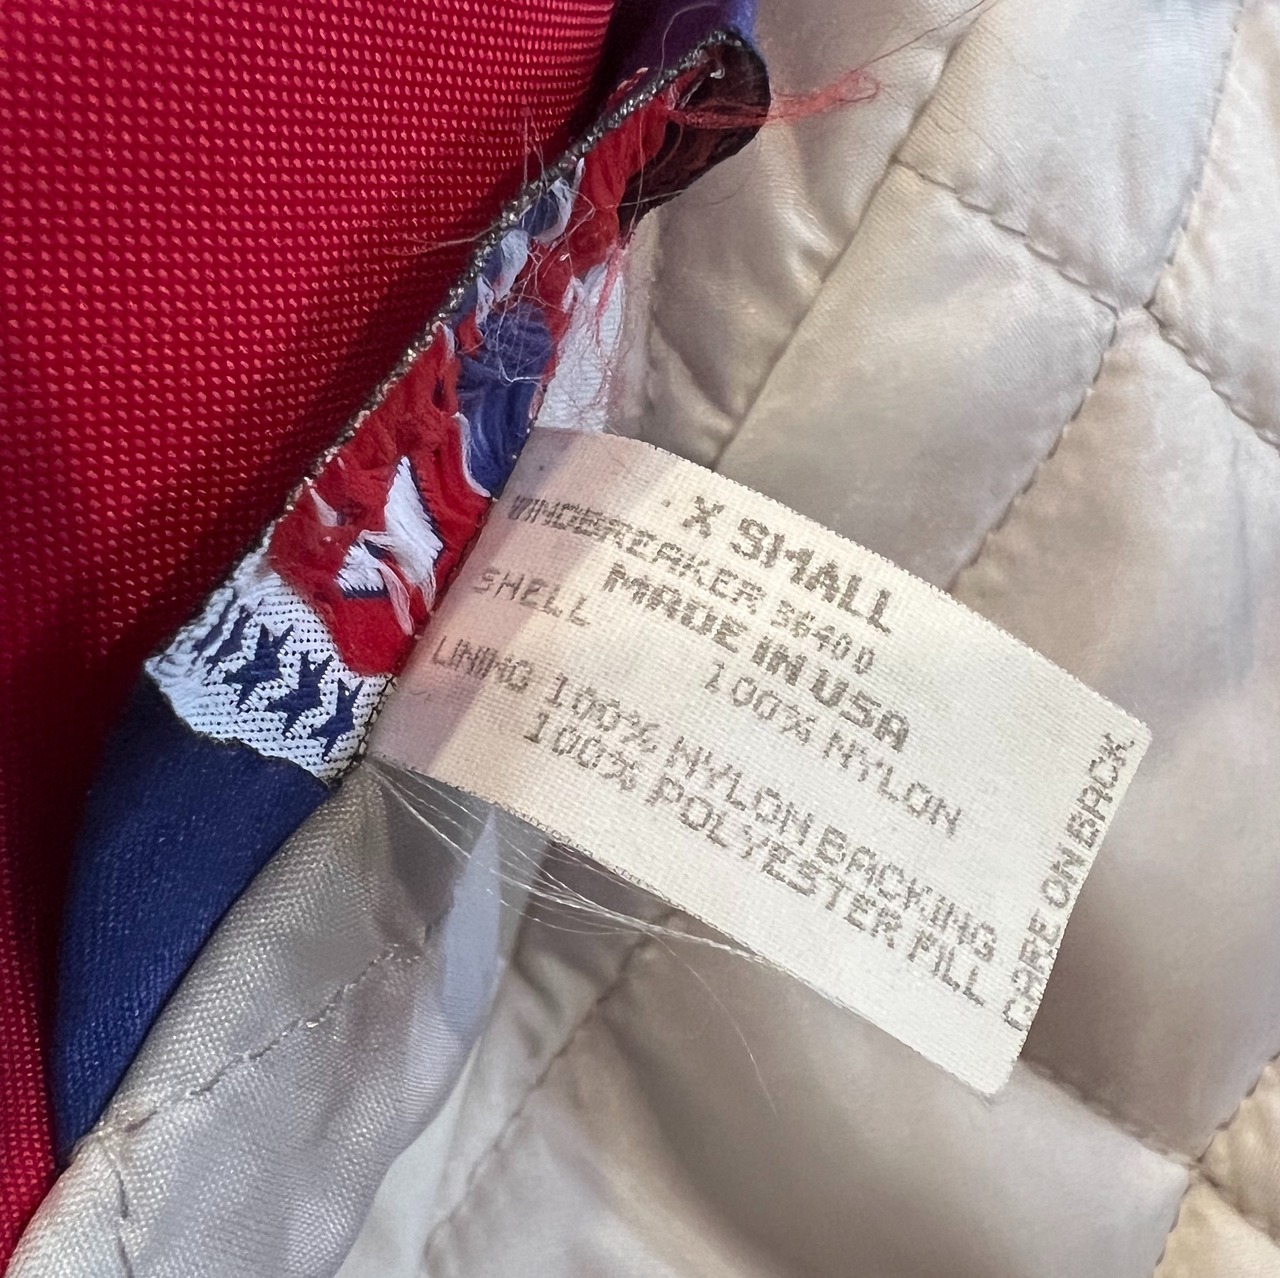 X SMALL
WINDBREAKER 36400
MADE IN USA
SHELL 100% NYLON
LINING 100% NYLON BACKING
100% POLYESTER FILL
CARE ON BACK